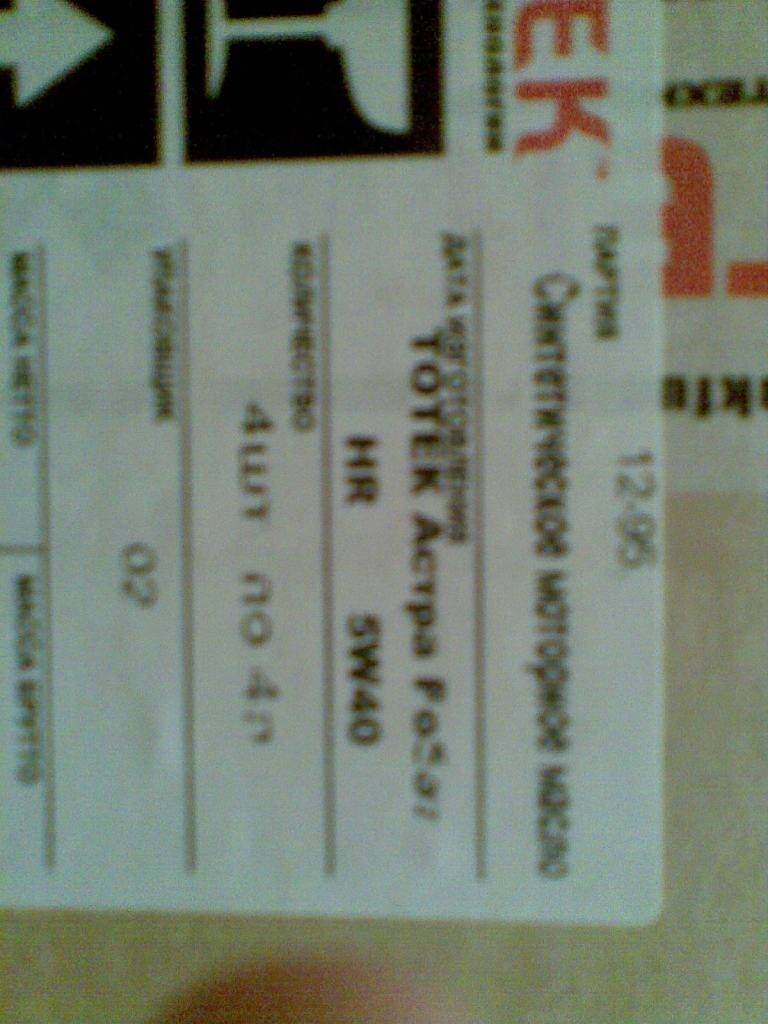 ЕК
ПАРТИЯ 12-95
Синтетическое моторное масло
ДАТА ИЗГОТОВЛЕНИЯ
ТОТЕК Астра Робот
HR 5W40
КОЛИЧЕСТВО
4шт по 4л
УПАКОВЩИК
02
МАССА НЕТТО
МАССА БРУТТО